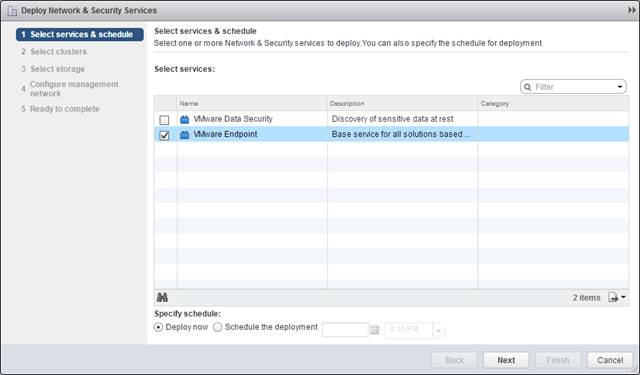 Deploy Network & Security Services
1 Select services & schedule
2 Select clusters
3 Select storage
4 Configure management
network
5 Ready to complete
Select services & schedule
Select one or more Network & Security services to deploy.You can also specify the schedule for deployment
Select services:
Filter
Name Description Category
VMware Data Security Discovery of sensitive data at rest
VMware Endpoint Base service for all solutions based ...
2 items
Specify schedule:
Deploy now Schedule the deployment 4:15 PM
Back Next Finish Cancel